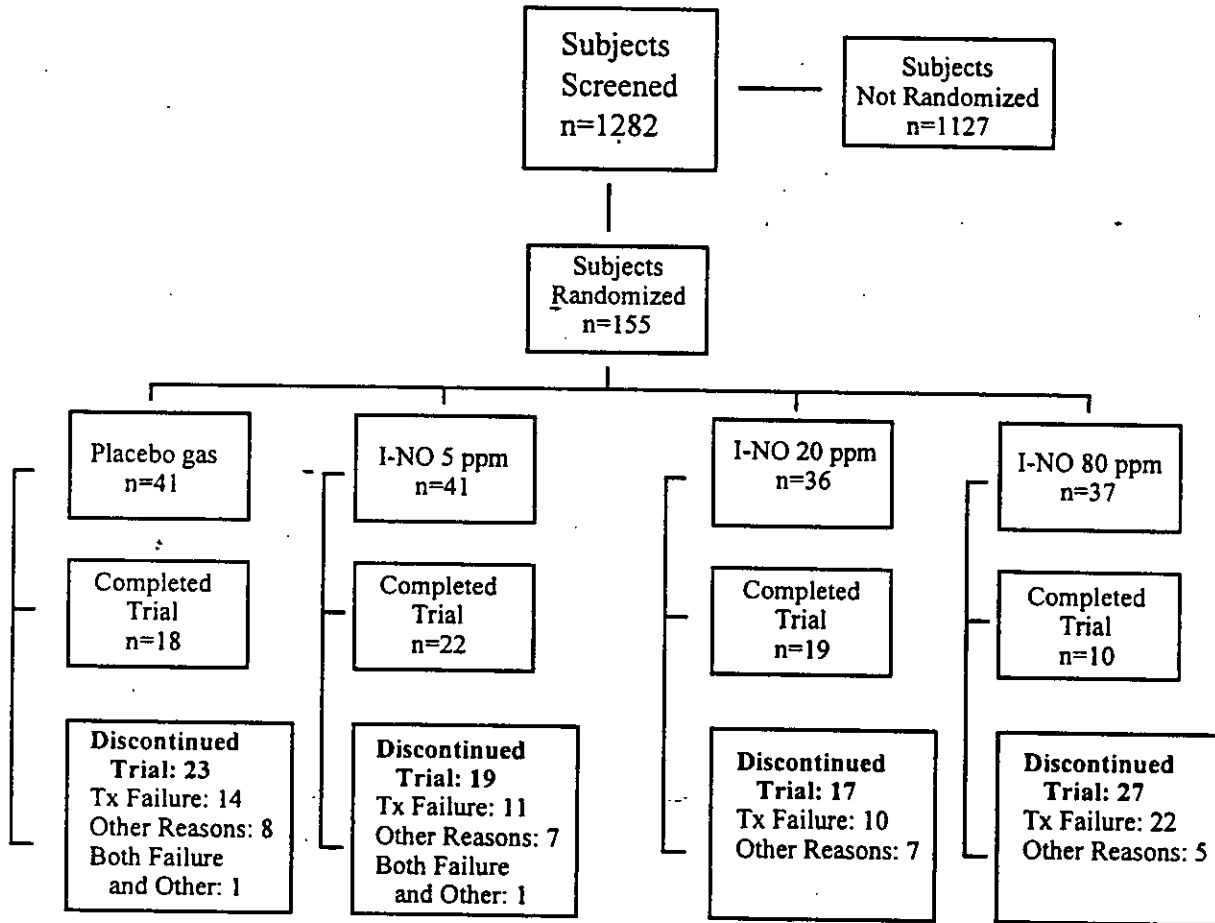 Subjects
Screened
n=1282
Subjects
Not Randomized
n=1127
Subjects
Randomized
n=155
Placebo gas
n=41
I-NO 5 ppm
n=41
I-NO 20 ppm
n=36
I-NO 80 ppm
n=37
Completed
Trial
n=18
Completed
Trial
n=22
Completed
Trial
n=19
Completed
Trial
n=10
Discontinued
Trial: 23
Tx Failure: 14
Other Reasons: 8
Both Failure
and Other: 1
Discontinued
Trial: 19
Tx Failure: 11
Other Reasons: 7
Both Failure
and Other: 1
Discontinued
Trial: 17
Tx Failure: 10
Other Reasons: 7
Discontinued
Trial: 27
Tx Failure: 22
Other Reasons: 5